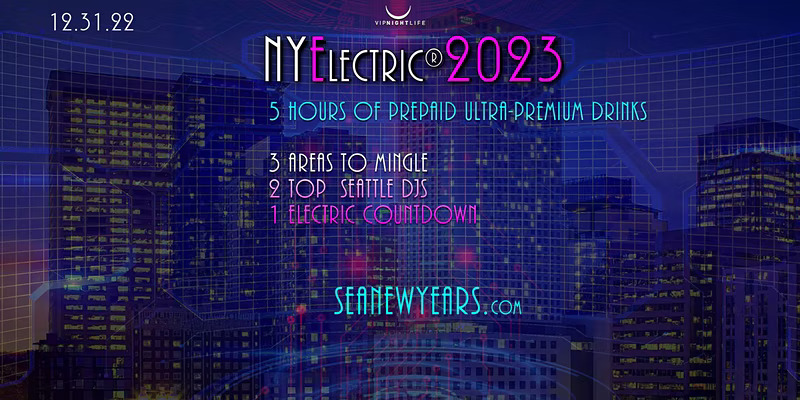 12.31.22
VIPNIGHTLIFE
NYELECTRIC® 2023
5 HOURS OF PREPAID ULTRA-PREMIUM DRINKS
3 AREAS TO MINGLE
2 TOP SEATTLE DJS
1 ELECTRIC COUNTDOWN
SEANEWYEARS.COM